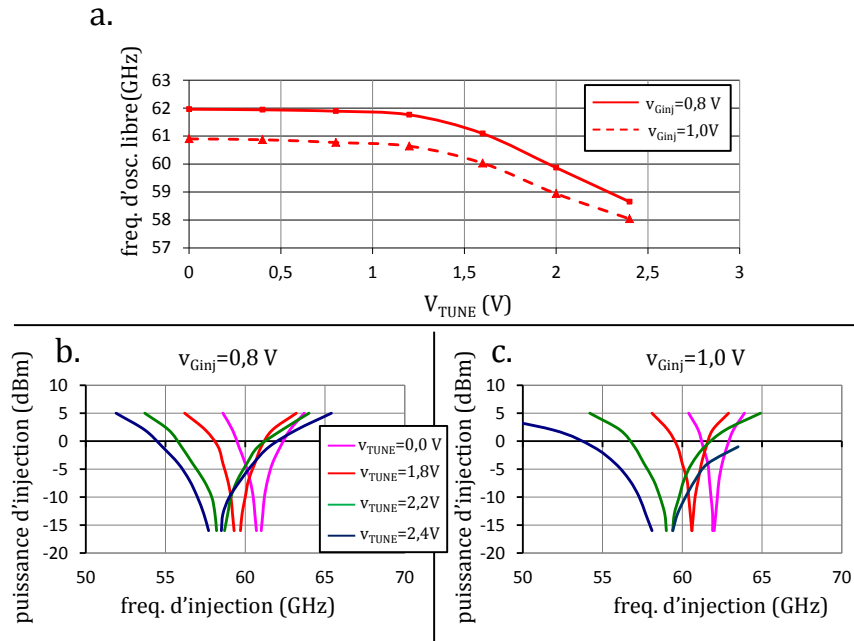 a.
freq. d'osc. libre(GHz)
63
62
61
60
59
58
57
0
0,5
1
1,5
2
2,5
3
V_TUNE (V)
v_Ginj=0,8 V
v_Ginj=1,0V
b.
v_Ginj=0,8 V
puissance d'injection (dBm)
10
5
0
-5
-10
-15
-20
50
55
60
65
70
freq. d'injection (GHz)
v_TUNE=0,0 V
v_TUNE=1,8V
v_TUNE=2,2V
v_TUNE=2,4V
c.
v_Ginj=1,0 V
puissance d'injection (dBm)
10
5
0
-5
-10
-15
-20
50
55
60
65
70
freq. d'injection (GHz)